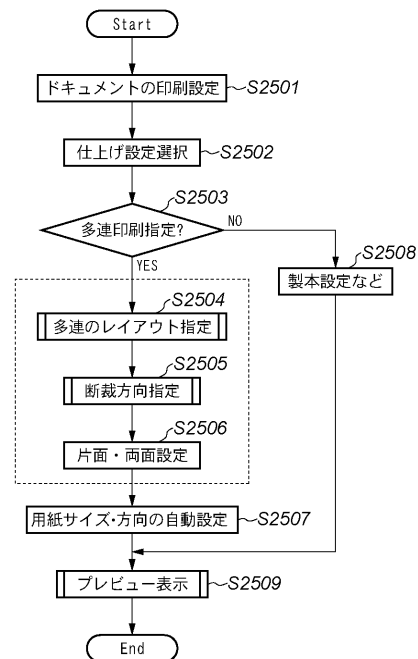 Start
ドキュメントの印刷設定 S2501
仕上げ設定選択 S2502
S2503
多連印刷指定?
NO
YES
S2508
製本設定など
S2504
多連のレイアウト指定
S2505
断裁方向指定
S2506
片面・両面設定
用紙サイズ・方向の自動設定 S2507
プレビュー表示 S2509
End